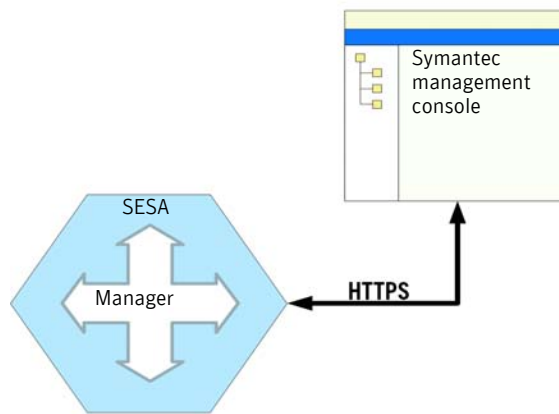 Symantec
management
console
SESA
Manager
HTTPS